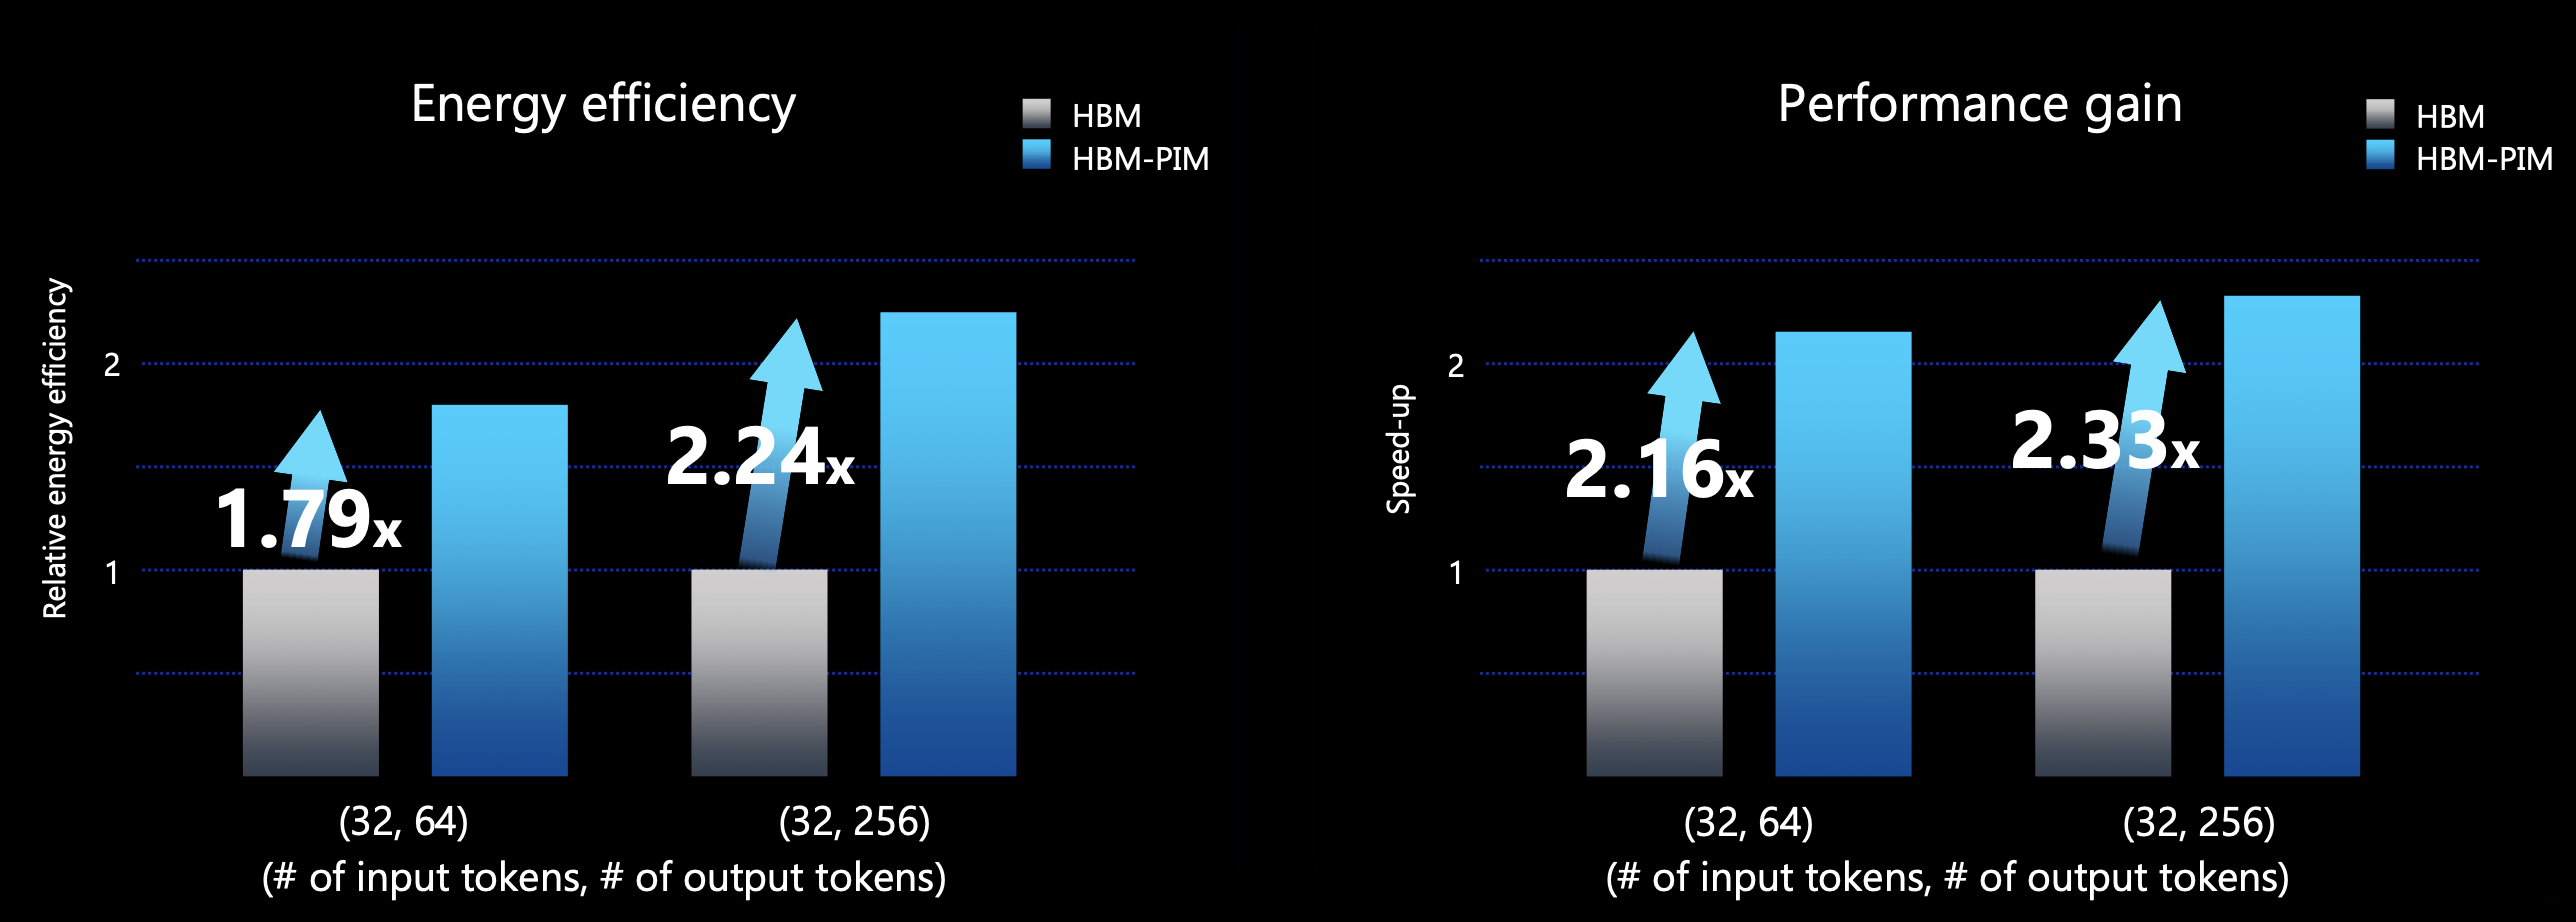 Energy efficiency
HBM
HBM-PIM
Relative energy efficiency
2
1
1.79x
2.24x
(32, 64)
(32, 256)
(# of input tokens, # of output tokens)
Performance gain
HBM
HBM-PIM
Speed-up
2
1
2.16x
2.33x
(32, 64)
(32, 256)
(# of input tokens, # of output tokens)